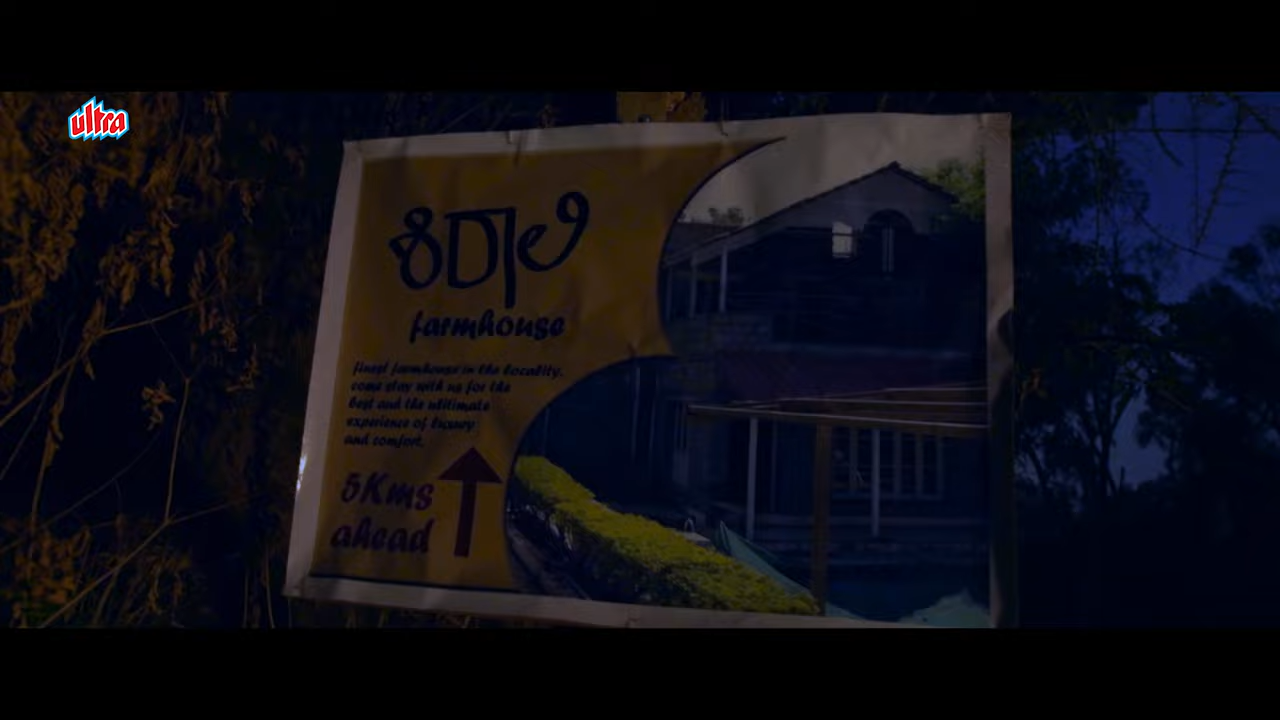 ultra
farmhouse
finest farmhouse in the locality.
come stay with us for the
best and the ulitimate
experience of luxury
and comfort.
5Kms
ahead